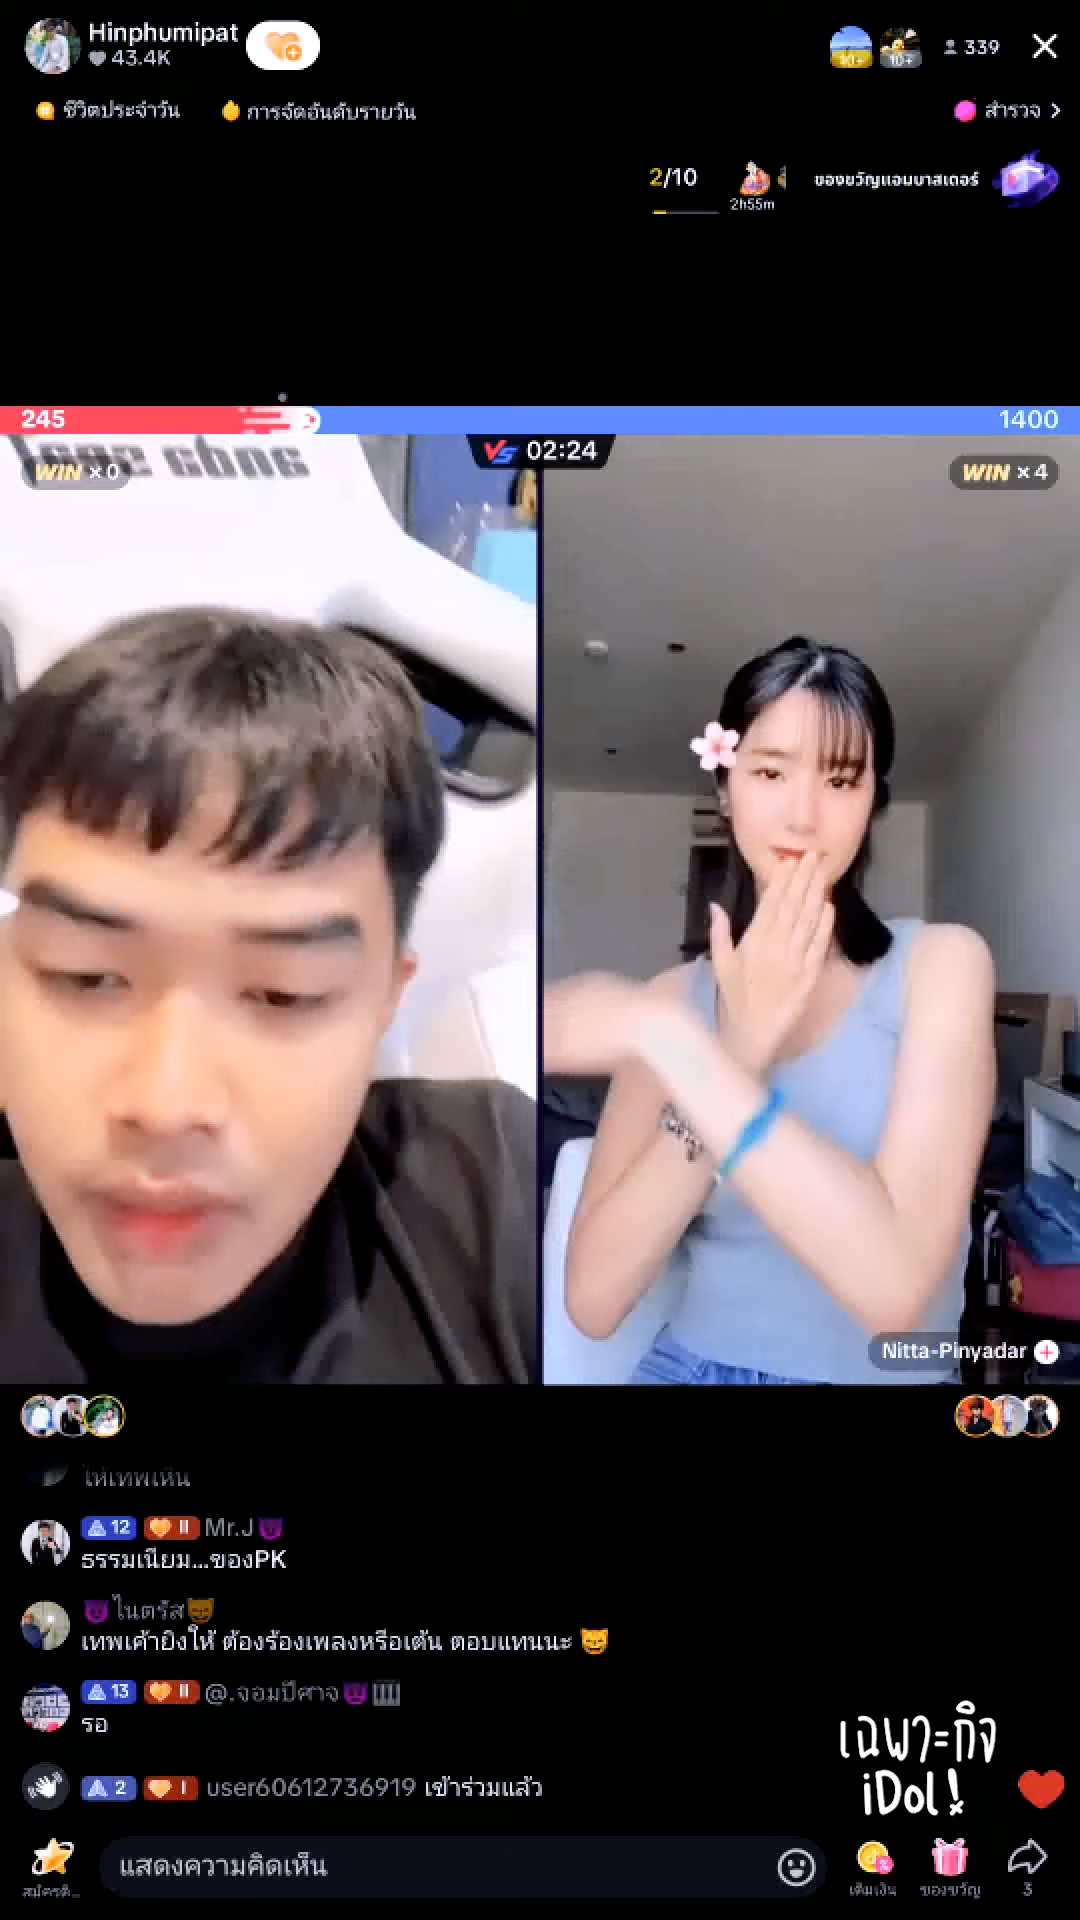 Hinphumipat
43.4K
339
ชีวิตประจำวัน
การจัดอันดับรายวัน
สำรวจ
2/10
2h55m
ของขวัญแอมบาสเดอร์
245
1400
VS 02:24
WIN × 0
WIN × 4
Nitta-Pinyadar
ให้เทพเห็น
12 II Mr.J
ธรรมเนียม...ของPK
ไนตรัส
เทพเค้ายิงให้ ต้องร้องเพลงหรือเต้น ตอบแทนนะ
13 II @.จอมปีศาจ
รอ
2 I user60612736919 เข้าร่วมแล้ว
เฉพาะกิจ
iDol!
แสดงความคิดเห็น
เติมเงิน
ของขวัญ
3